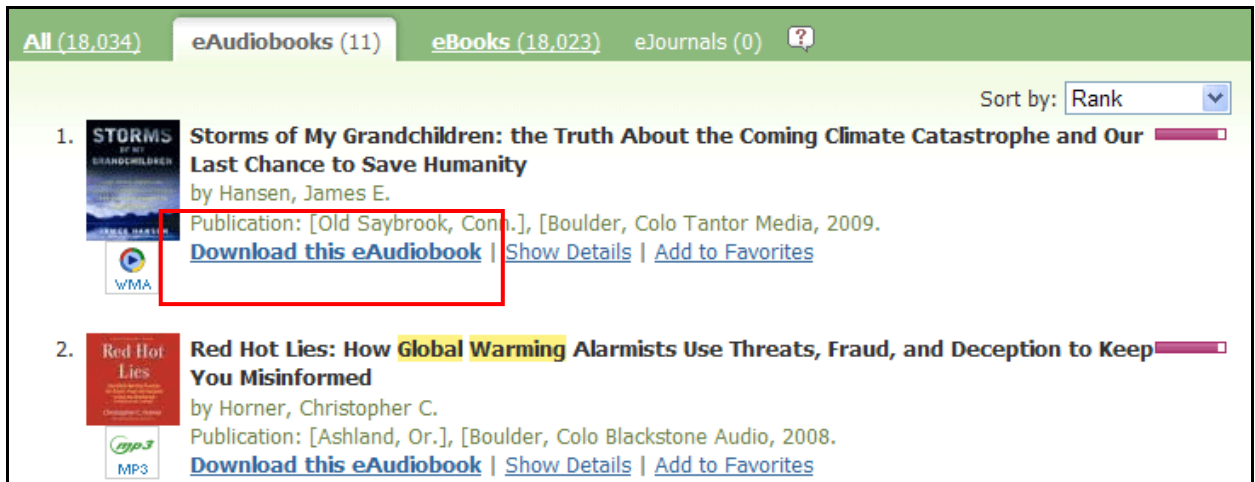 All (18,034) eAudiobooks (11) eBooks (18,023) eJournals (0) ?
Sort by: Rank
1. Storms of My Grandchildren: the Truth About the Coming Climate Catastrophe and Our
Last Chance to Save Humanity
by Hansen, James E.
Publication: [Old Saybrook, Conn.], [Boulder, Colo Tantor Media, 2009.
Download this eAudiobook | Show Details | Add to Favorites
STORMS
OF MY
GRANDCHILDREN
JAMES HANSEN
WMA
2. Red Hot Lies: How Global Warming Alarmists Use Threats, Fraud, and Deception to Keep
You Misinformed
by Horner, Christopher C.
Publication: [Ashland, Or.], [Boulder, Colo Blackstone Audio, 2008.
Download this eAudiobook | Show Details | Add to Favorites
Red Hot
Lies
Christopher C. Horner
mp3
MP3